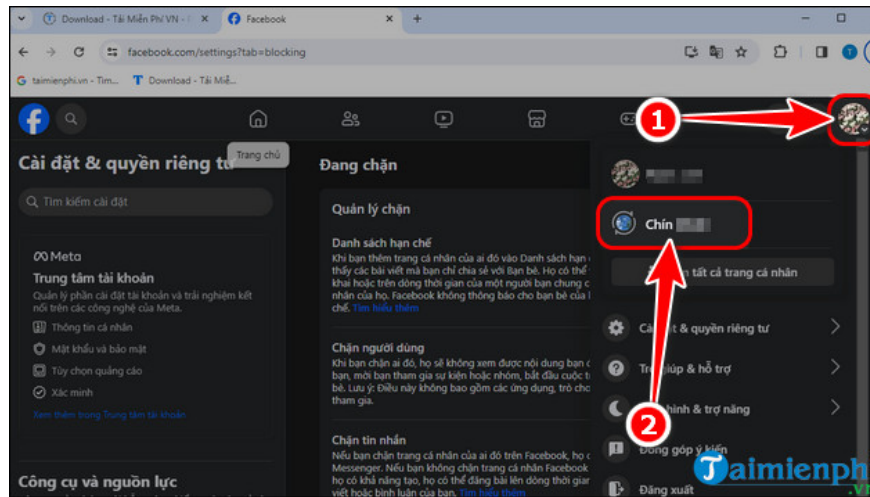 Download - Tải Miễn Phí VN -
Facebook
facebook.com/settings?tab=blocking
taimienphi.vn - Tìm...
Download - Tải Miễ...
Cài đặt & quyền riêng tư
Trang chủ
Tìm kiếm cài đặt
Meta
Trung tâm tài khoản
Quản lý phần cài đặt tài khoản và trải nghiệm kết
nối trên các công nghệ của Meta.
Thông tin cá nhân
Mật khẩu và bảo mật
Tùy chọn quảng cáo
Xác minh
Xem thêm trong Trung tâm tài khoản
Công cụ và nguồn lực
Đang chặn
Quản lý chặn
Danh sách hạn chế
Khi bạn thêm trang cá nhân của ai đó vào Danh sách hạn
thấy các bài viết mà bạn chỉ chia sẻ với Bạn bè. Họ có thể
khai hoặc trên dòng thời gian của một người bạn chung
nhân của họ. Facebook không thông báo cho bạn bè của
chế. Tìm hiểu thêm
Chặn người dùng
Khi bạn chặn ai đó, họ sẽ không xem được nội dung bạn
bạn, mời bạn tham gia sự kiện hoặc nhóm, bắt đầu cuộc
bè. Lưu ý: Điều này không bao gồm các ứng dụng, trò
tham gia.
Chặn tin nhắn
Nếu bạn chặn trang cá nhân của ai đó trên Facebook, họ
Messenger. Nếu bạn không chặn trang cá nhân Facebook
họ có khả năng tạo, họ có thể đăng bài lên dòng thời
viết hoặc bình luận của bạn. Tìm hiểu thêm
1
Chín
tất cả trang cá nhân
& quyền riêng tư
giúp & hỗ trợ
hình & trợ năng
2
Đóng góp ý kiến
Đăng xuất
Taimienph
.vn